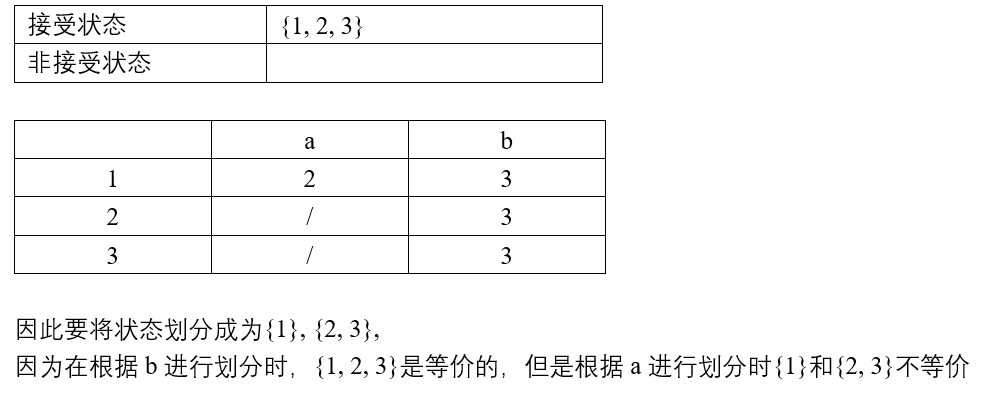 接受状态 {1, 2, 3}
非接受状态
a b
1 2 3
2 / 3
3 / 3
因此要将状态划分成为{1}, {2, 3},
因为在根据 b 进行划分时，{1, 2, 3}是等价的，但是根据 a 进行划分时{1}和{2, 3}不等价